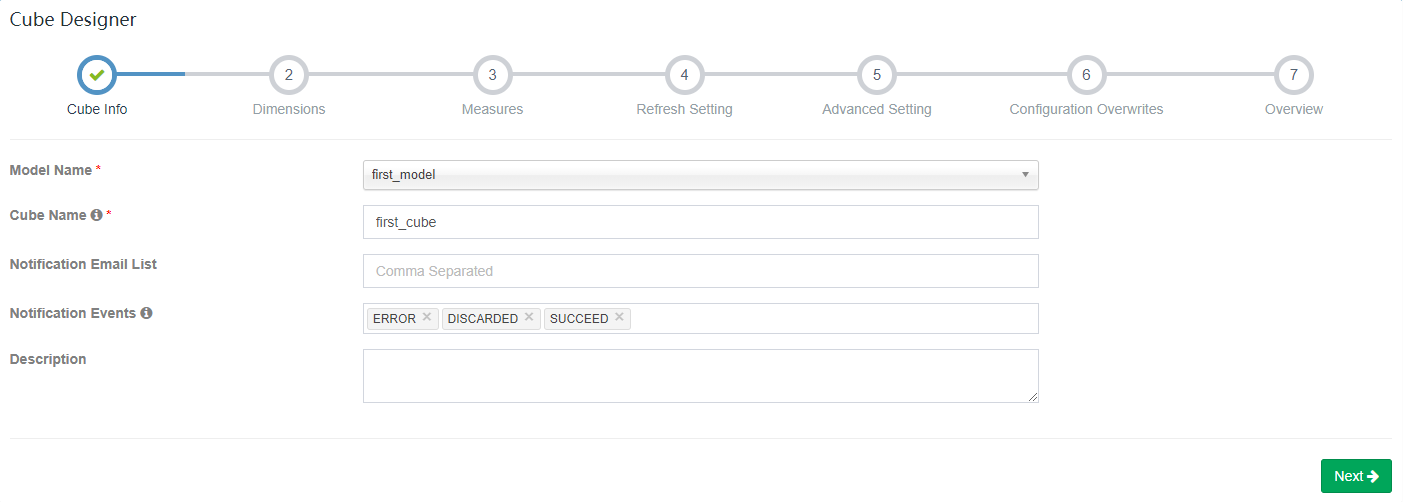 Cube Designer
2 3 4 5 6 7
Cube Info Dimensions Measures Refresh Setting Advanced Setting Configuration Overwrites Overview
Model Name * first_model
Cube Name * first_cube
Notification Email List Comma Separated
Notification Events ERROR × DISCARDED × SUCCEED ×
Description
Next